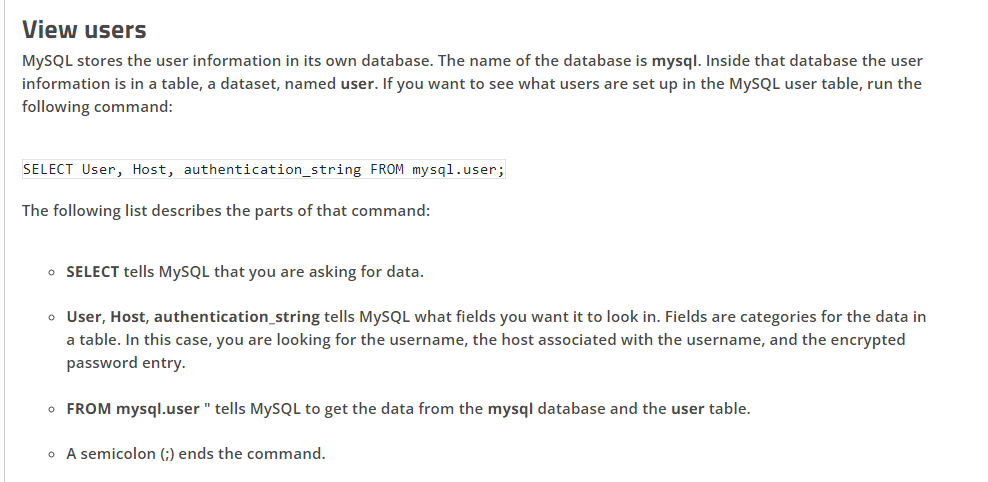 View users
MySQL stores the user information in its own database. The name of the database is mysql. Inside that database the user
information is in a table, a dataset, named user. If you want to see what users are set up in the MySQL user table, run the
following command:
SELECT User, Host, authentication_string FROM mysql.user;
The following list describes the parts of that command:
SELECT tells MySQL that you are asking for data.
User, Host, authentication_string tells MySQL what fields you want it to look in. Fields are categories for the data in
a table. In this case, you are looking for the username, the host associated with the username, and the encrypted
password entry.
FROM mysql.user " tells MySQL to get the data from the mysql database and the user table.
A semicolon (;) ends the command.